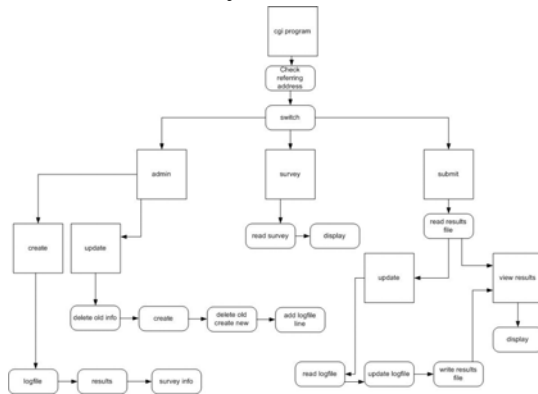 cgi program
Check
referring
address
switch
admin
survey
submit
read results
file
create
update
read survey
display
update
view results
delete old info
create
delete old
create new
add logfile
line
display
logfile
results
survey info
read logfile
update logfile
write results
file